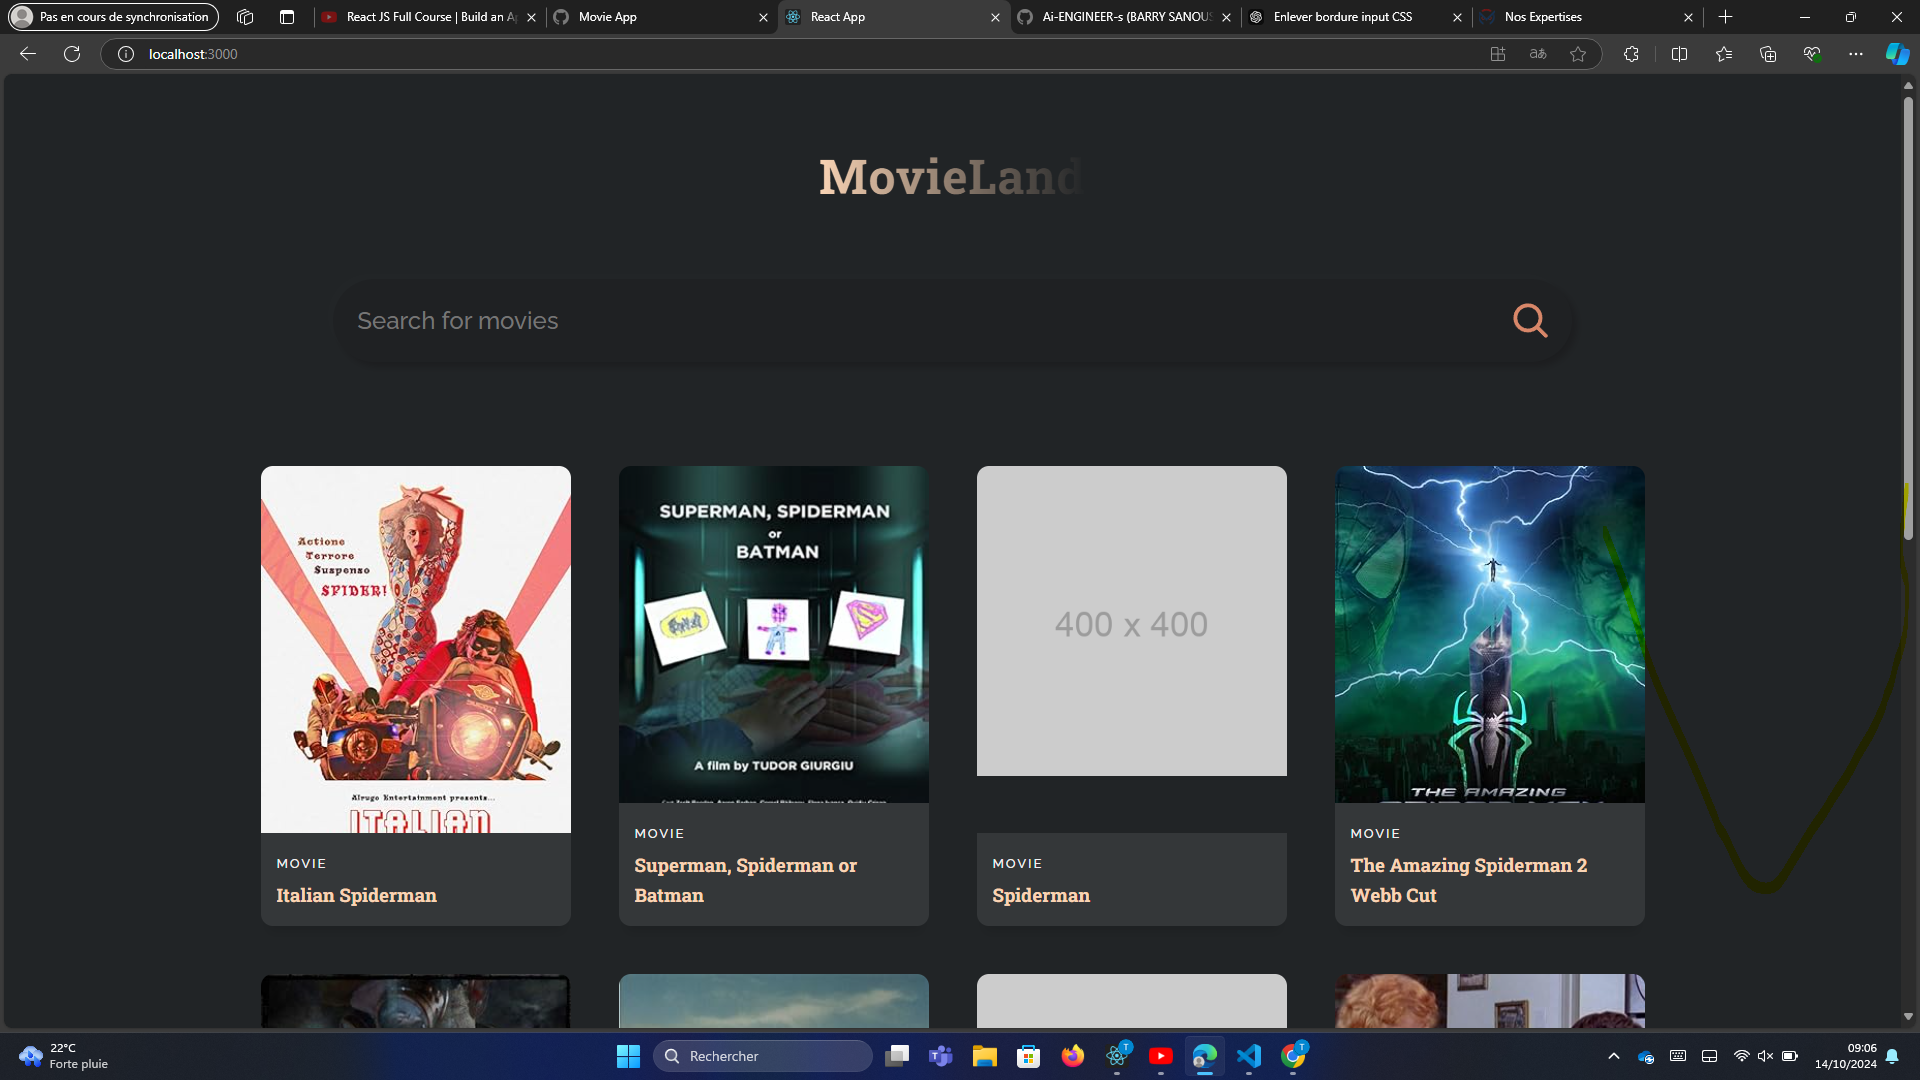 Pas en cours de synchronisation
React JS Full Course | Build an Ap
Movie App
React App
Ai-ENGINEER-s (BARRY SANOUS
Enlever bordure input CSS
Nos Expertises
localhost:3000
MovieLand
Search for movies
Actione
Terrore
Suspenso
SPIDER!
Alrugo Entertainment presents...
ITALIAN
MOVIE
Italian Spiderman
SUPERMAN, SPIDERMAN
or
BATMAN
A film by TUDOR GIURGIU
MOVIE
Superman, Spiderman or
Batman
400 x 400
MOVIE
Spiderman
THE AMAZING
MOVIE
The Amazing Spiderman 2
Webb Cut
22°C
Forte pluie
Rechercher
09:06
14/10/2024